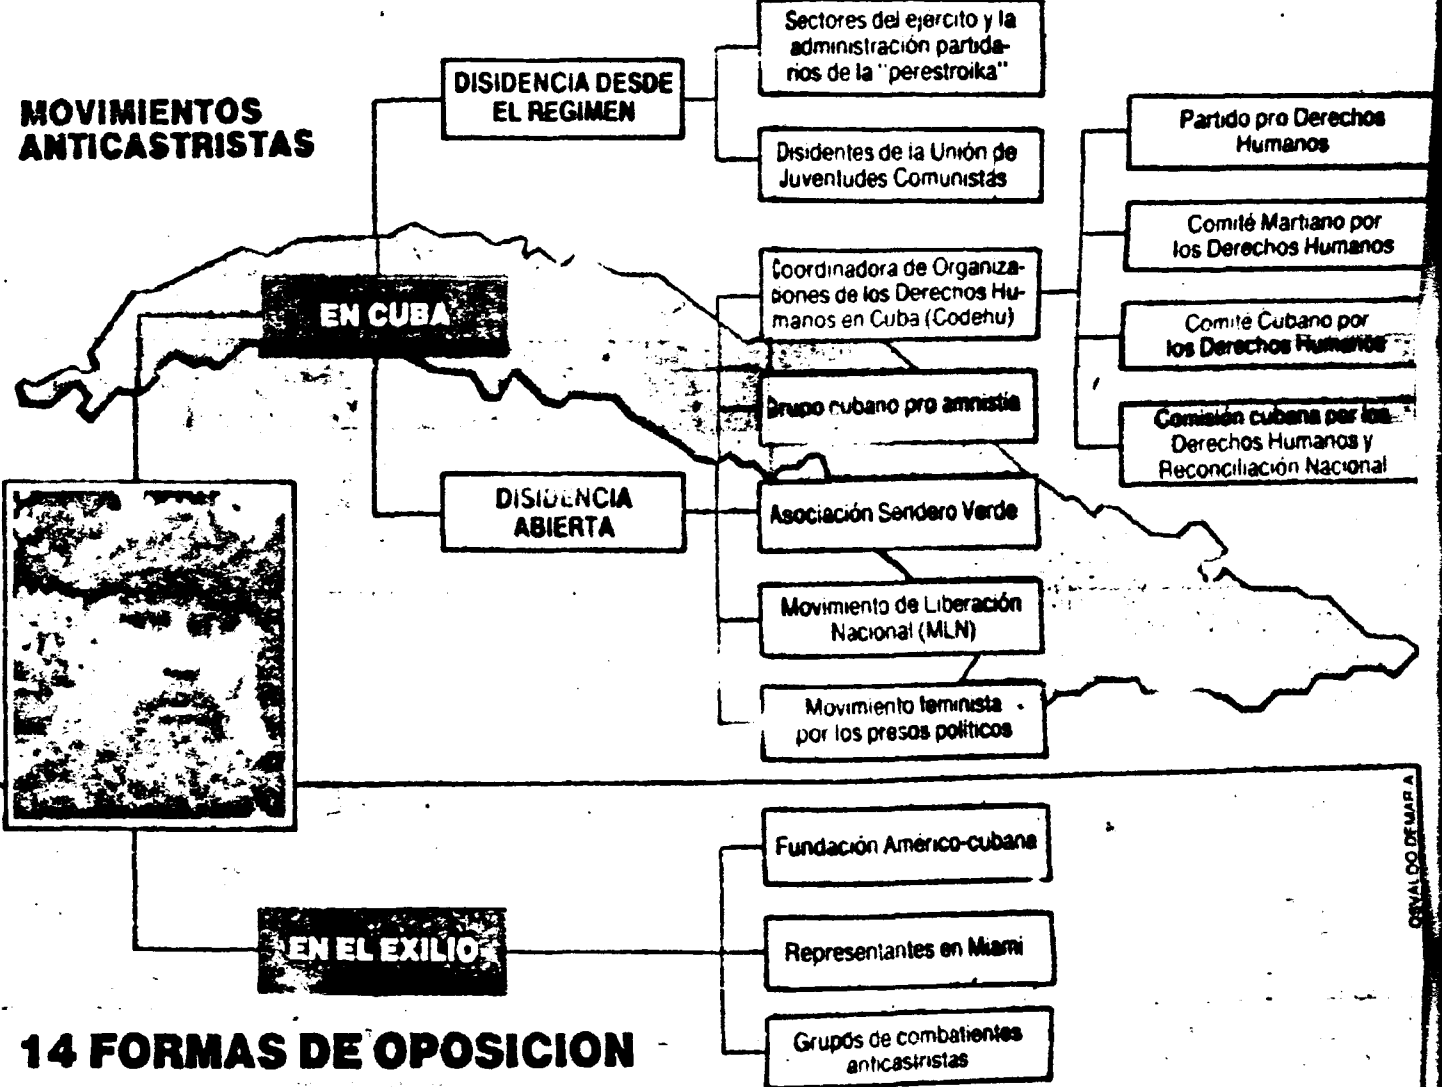 MOVIMIENTOS
ANTICASTRISTAS
EN CUBA
DISIDENCIA DESDE
EL REGIMEN
Sectores del ejército y la
administración partida-
rios de la "perestroika"
Disidentes de la Unión de
Juventudes Comunistas
DISIDENCIA
ABIERTA
Coordinadora de Organiza-
ciones de los Derechos Hu-
manos en Cuba (Codehu)
Partido pro Derechos
Humanos
Comité Martiano por
los Derechos Humanos
Comité Cubano por
los Derechos Humanos
Comisión cubana por los
Derechos Humanos y
Reconciliación Nacional
Grupo cubano pro amnistía
Asociación Sendero Verde
Movimiento de Liberación
Nacional (MLN)
Movimiento feminista
por los presos políticos
EN EL EXILIO
Fundación Américo-cubana
Representantes en Miami
Grupos de combatientes
anticastristas
OSVALDO DEMARA
14 FORMAS DE OPOSICION